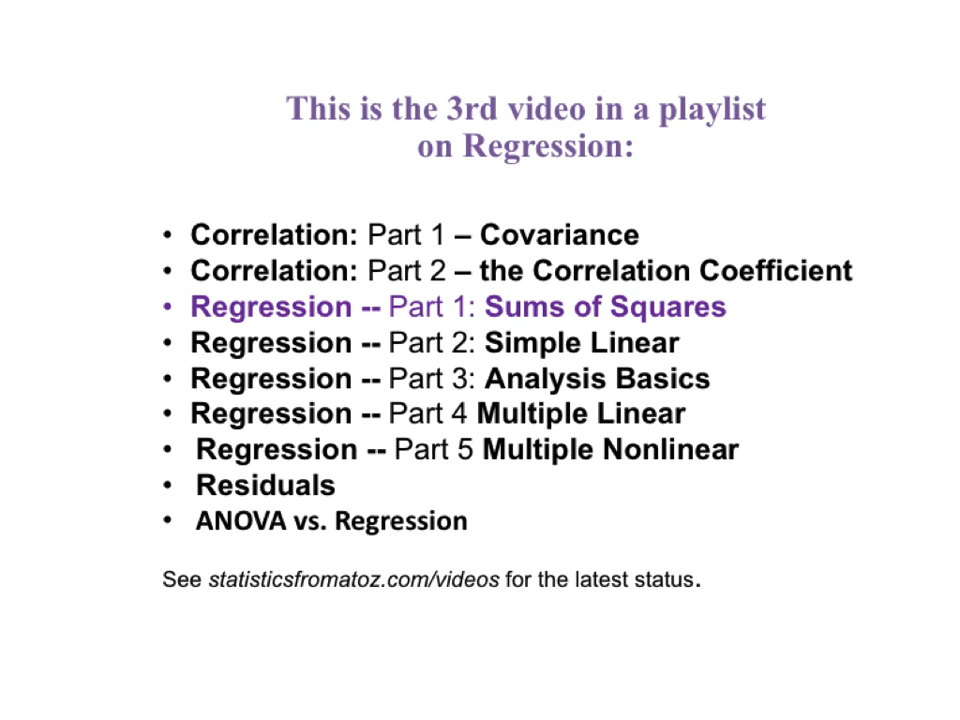 This is the 3rd video in a playlist
on Regression:
• Correlation: Part 1 – Covariance
• Correlation: Part 2 – the Correlation Coefficient
• Regression -- Part 1: Sums of Squares
• Regression -- Part 2: Simple Linear
• Regression -- Part 3: Analysis Basics
• Regression -- Part 4 Multiple Linear
• Regression -- Part 5 Multiple Nonlinear
• Residuals
• ANOVA vs. Regression
See statisticsfromatoz.com/videos for the latest status.